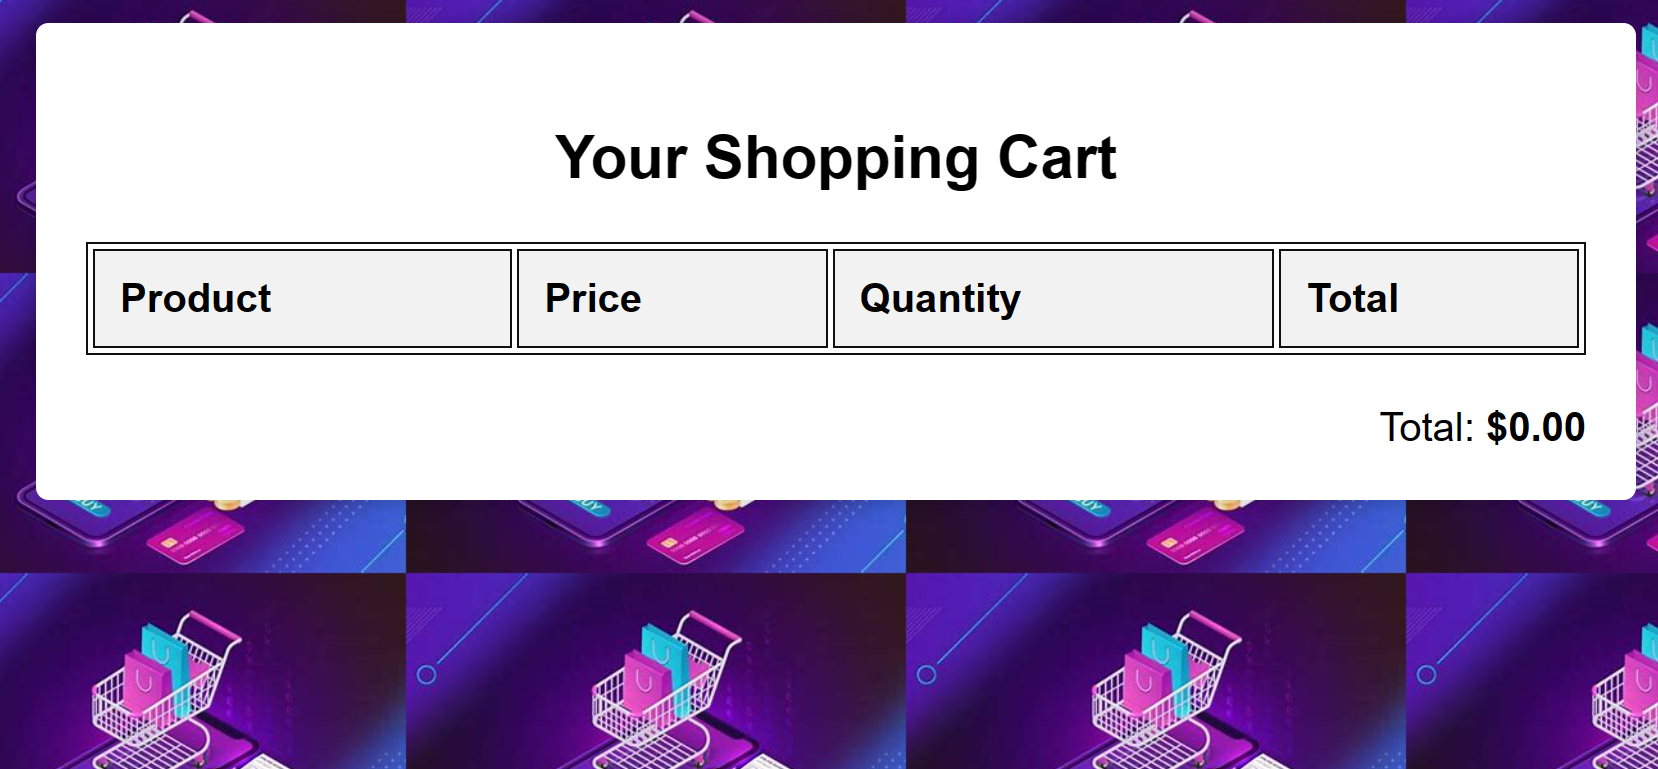 Your Shopping Cart
Product Price Quantity Total
Total: $0.00